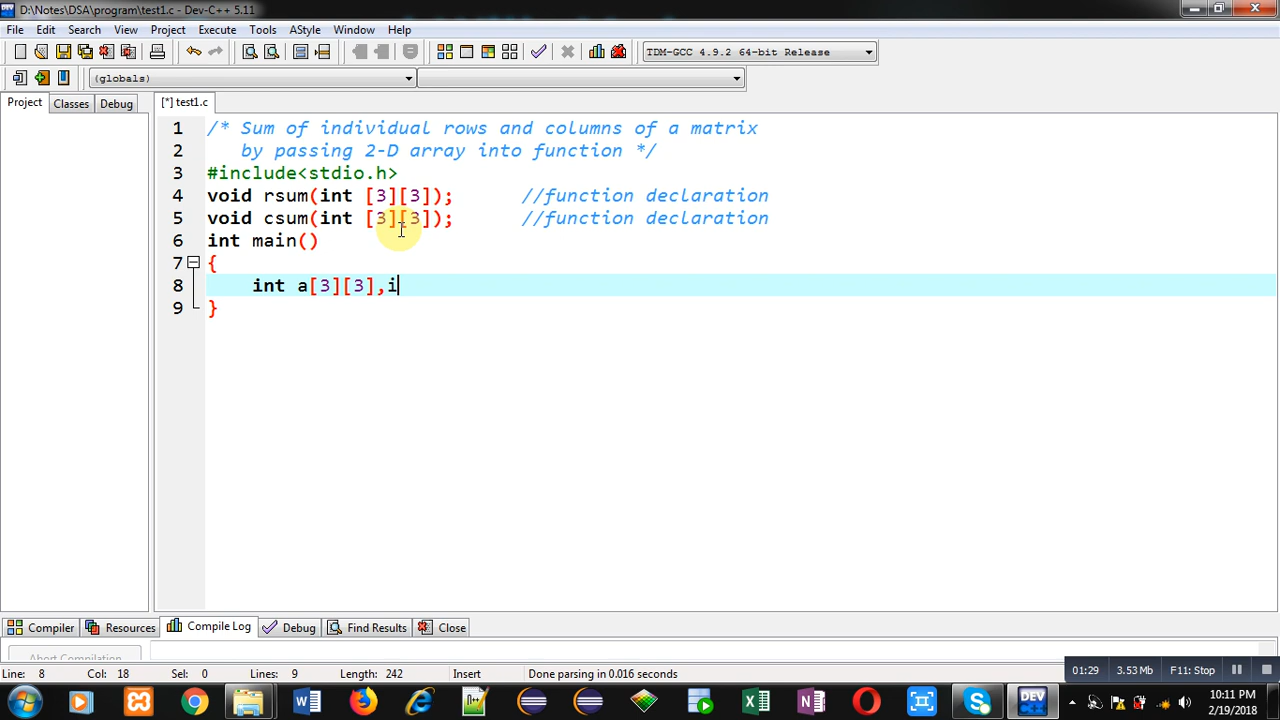 D:\Notes\DSA\program\test1.c - Dev-C++ 5.11
File Edit Search View Project Execute Tools AStyle Window Help
TDM-GCC 4.9.2 64-bit Release
(globals)
Project Classes Debug [*] test1.c
1 /* Sum of individual rows and columns of a matrix
2 by passing 2-D array into function */
3 #include<stdio.h>
4 void rsum(int [3][3]); //function declaration
5 void csum(int [3][3]); //function declaration
6 int main()
7 {
8 int a[3][3],i
9 }
Compiler Resources Compile Log Debug Find Results Close
Abort Compilation
Line: 8 Col: 18 Sel: 0 Lines: 9 Length: 242 Insert Done parsing in 0.016 seconds
01:29 3.53 Mb F11: Stop
10:11 PM
2/19/2018